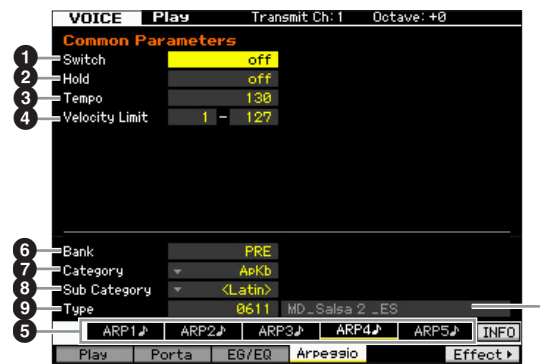 VOICE Play Transmit Ch:1 Octave:+0
Common Parameters
1 Switch off
2 Hold off
3 Tempo 130
4 Velocity Limit 1 - 127
6 Bank PRE
7 Category ApKb
8 Sub Category <Latin>
9 Type 0611 MD_Salsa 2 _ES
5 ARP1♪ ARP2♪ ARP3♪ ARP4♪ ARP5♪ INFO
Play Porta EG/EQ Arpeggio Effect